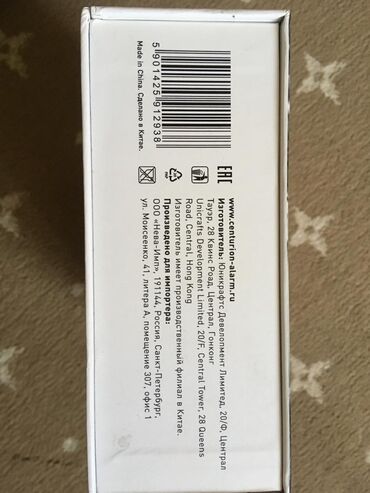 5 901425 912938
Made in China. Сделано в Китае.
PAP
EAC
www.centurion-alarm.ru
Изготовитель: Юникрафтс Девелопмент Лимитед, 20/Ф, Централ
Тауэр, 28 Квинс Роад, Централ, Гонконг
Unicrafts Development Limited, 20/F, Central Tower, 28 Queens
Road, Central, Hong Kong
Изготовитель имеет производственный филиал в Китае.
Произведено для импортера:
ООО «Нева-Имп», 191144, Россия, Санкт-Петербург,
ул. Моисеенко, 41, литера А, помещение 307, офис 1